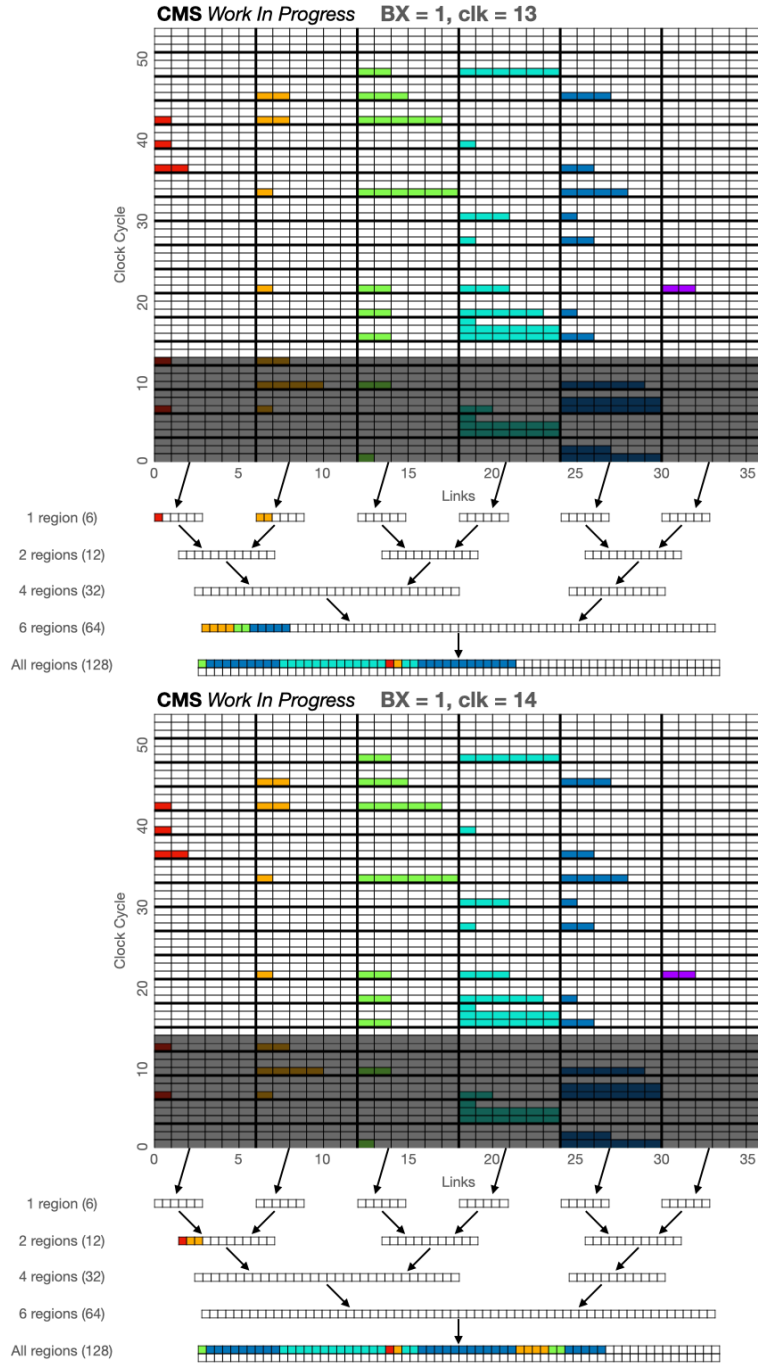 CMS Work In Progress BX = 1, clk = 13
50
40
30
20
10
0
Clock Cycle
0 5 10 15 20 25 30 35
Links
1 region (6)
2 regions (12)
4 regions (32)
6 regions (64)
All regions (128)
CMS Work In Progress BX = 1, clk = 14
50
40
30
20
10
0
Clock Cycle
0 5 10 15 20 25 30 35
Links
1 region (6)
2 regions (12)
4 regions (32)
6 regions (64)
All regions (128)